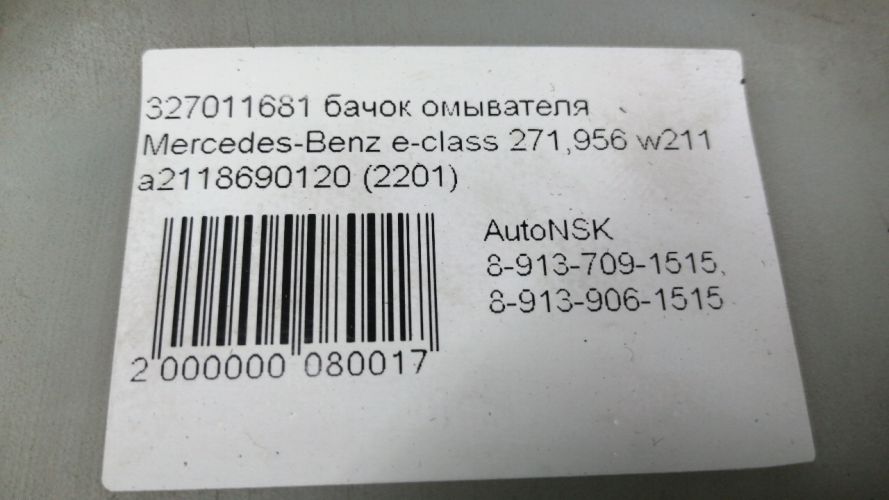 327011681 бачок омывателя
Mercedes-Benz e-class 271,956 w211
a2118690120 (2201)
AutoNSK
8-913-709-1515,
8-913-906-1515
2 000000 080017